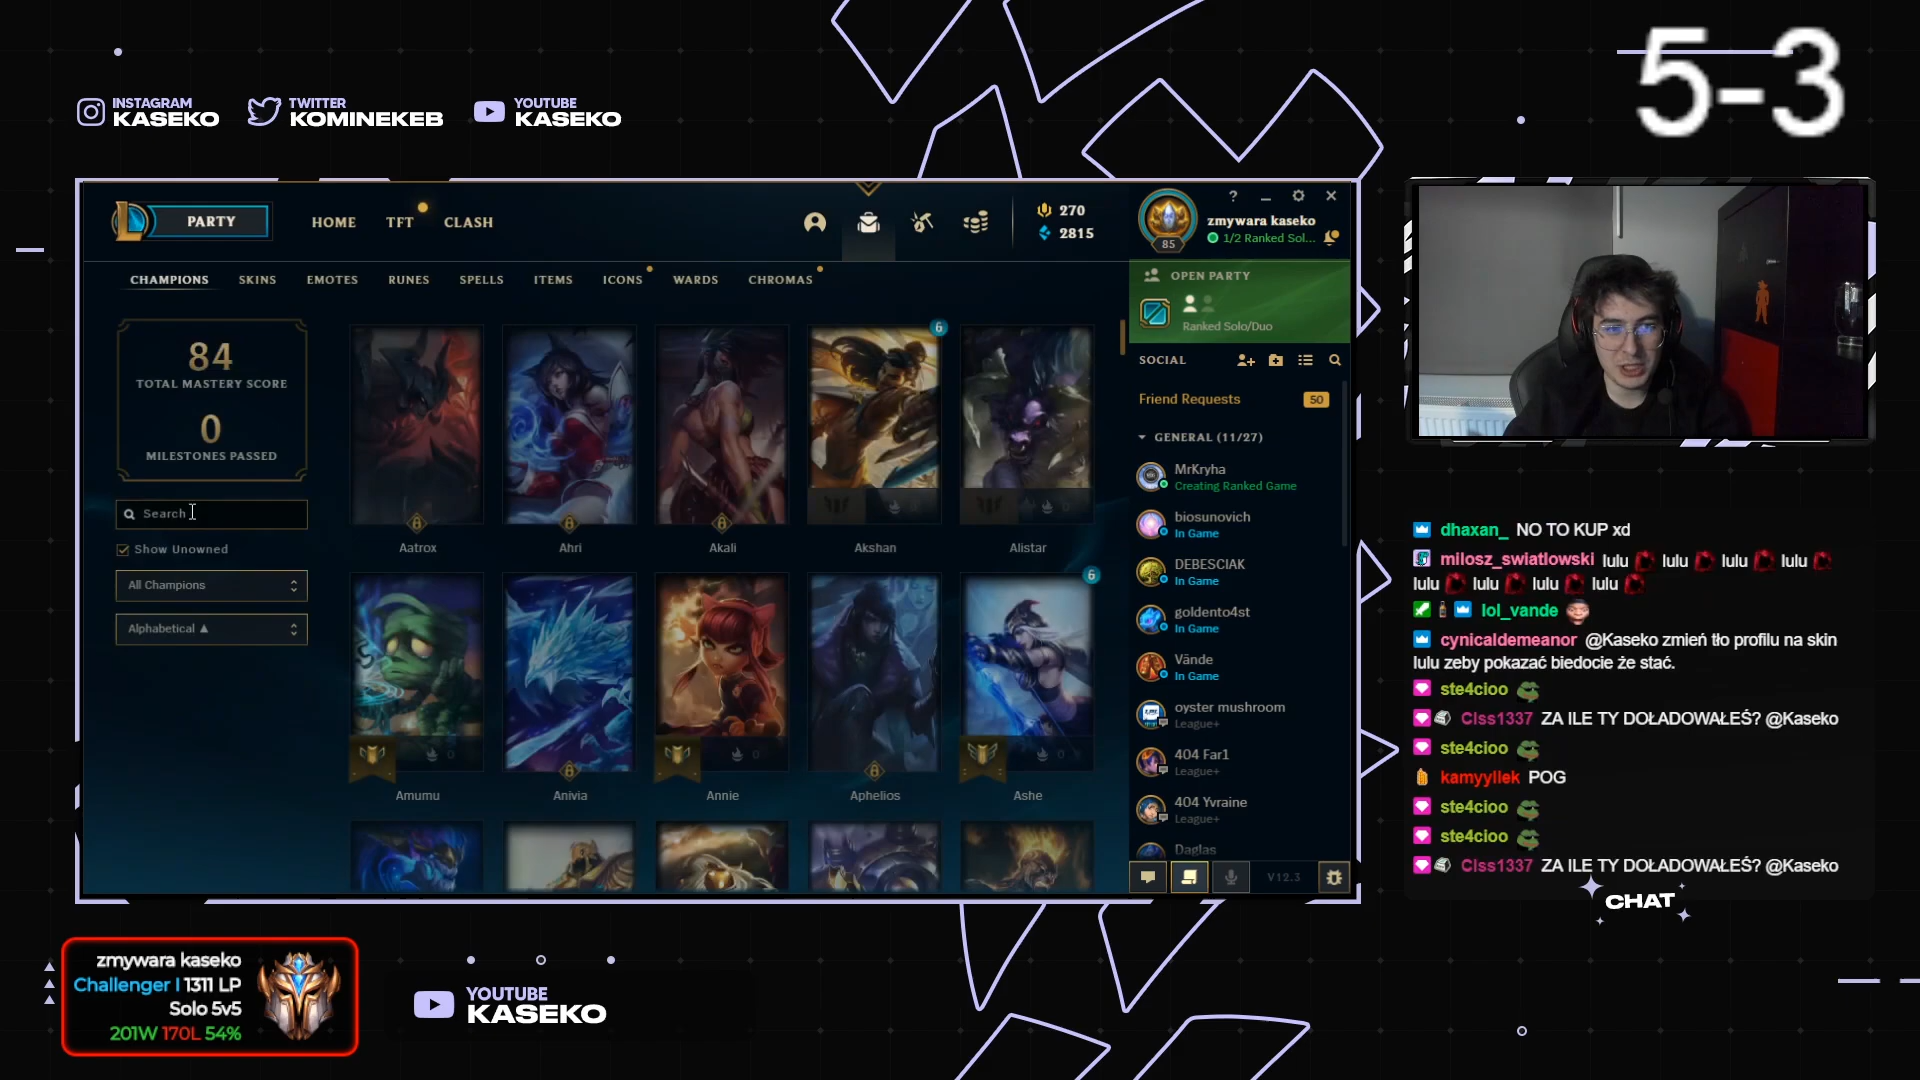 5-3
INSTAGRAM
KASEKO
TWITTER
KOMINEKEB
YOUTUBE
KASEKO
PARTY
HOME
TFT
CLASH
270
2815
85
zmywara kaseko
1/2 Ranked Sol...
CHAMPIONS
SKINS
EMOTES
RUNES
SPELLS
ITEMS
ICONS
WARDS
CHROMAS
84
TOTAL MASTERY SCORE
0
MILESTONES PASSED
Search
Show Unowned
All Champions
Alphabetical ▲
6
Aatrox
Ahri
Akali
Akshan
Alistar
6
0
0
0
Amumu
Anivia
Annie
Aphelios
Ashe
OPEN PARTY
Ranked Solo/Duo
SOCIAL
Friend Requests
50
GENERAL (11/27)
MrKryha
Creating Ranked Game
biosunovich
In Game
DEBESCIAK
In Game
goldento4st
In Game
Vände
In Game
oyster mushroom
League+
404 Far1
League+
404 Yvraine
League+
Daglas
V12.3
dhaxan_ NO TO KUP xd
milosz_swiatlowski lulu lulu lulu lulu
lulu lulu lulu lulu
lol_vande
cynicaldemeanor @Kaseko zmień tło profilu na skin
lulu zeby pokazać biedocie że stać.
ste4cioo
Clss1337 ZA ILE TY DOŁADOWAŁEŚ? @Kaseko
ste4cioo
kamyyllek POG
ste4cioo
ste4cioo
Clss1337 ZA ILE TY DOŁADOWAŁEŚ? @Kaseko
CHAT
zmywara kaseko
Challenger I 1311 LP
Solo 5v5
201W 170L 54%
YOUTUBE
KASEKO